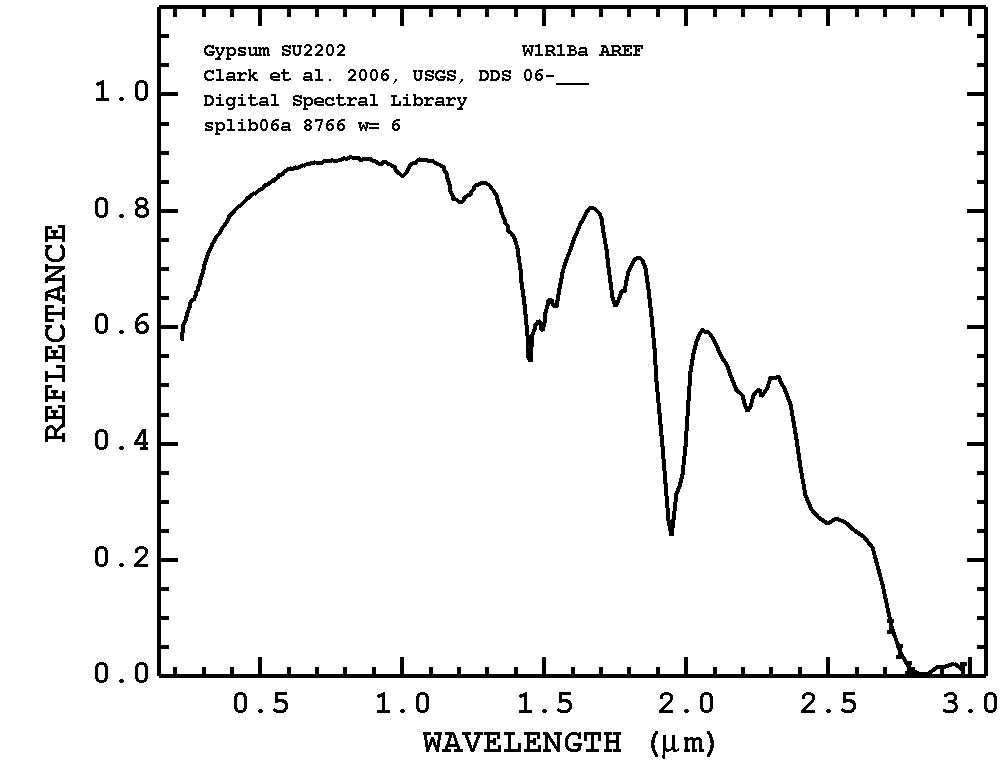 Gypsum SU2202 W1R1Ba AREF
Clark et al. 2006, USGS, DDS 06-___
Digital Spectral Library
splib06a 8766 w= 6
1.0
0.8
0.6
0.4
0.2
0.0
REFLECTANCE
0.5 1.0 1.5 2.0 2.5 3.0
WAVELENGTH (μm)